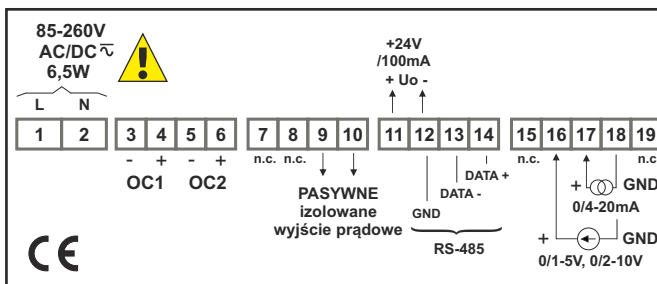 85-260V
AC/DC
6,5W
+24V
/100mA
+ Uo -
L N
1 2 3 4 5 6 7 8 9 10 11 12 13 14 15 16 17 18 19
- + - +
OC1 OC2
n.c. n.c.
PASYWNE
izolowane
wyjście prądowe
DATA +
DATA -
GND
RS-485
n.c. n.c.
+ GND
0/4-20mA
+ GND
0/1-5V, 0/2-10V
CE